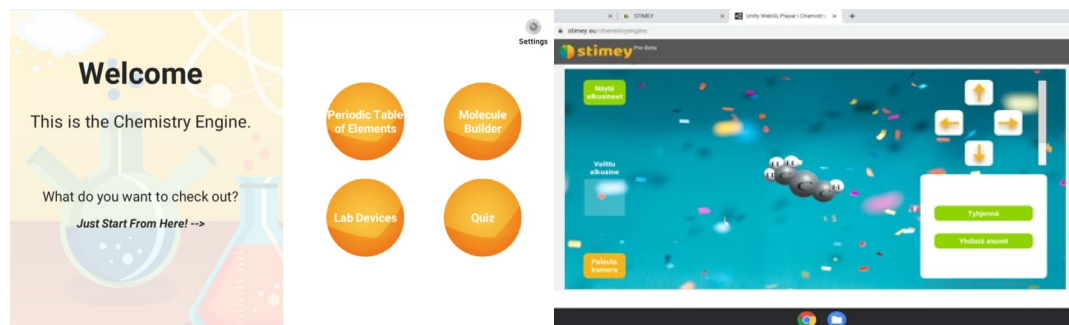 Welcome
This is the Chemistry Engine.
What do you want to check out?
Just Start From Here! -->
Settings
Periodic Table
of Elements
Molecule
Builder
Lab Devices
Quiz
STIMEY
Unity WebGL Player | Chemistry
stimey.eu/chemistryengine
stimey Pre-Beta
Näytä
alkuaineet
Valittu
alkuaine
Palauta
kamera
Tyhjennä
Yhdistä atomit
C
C